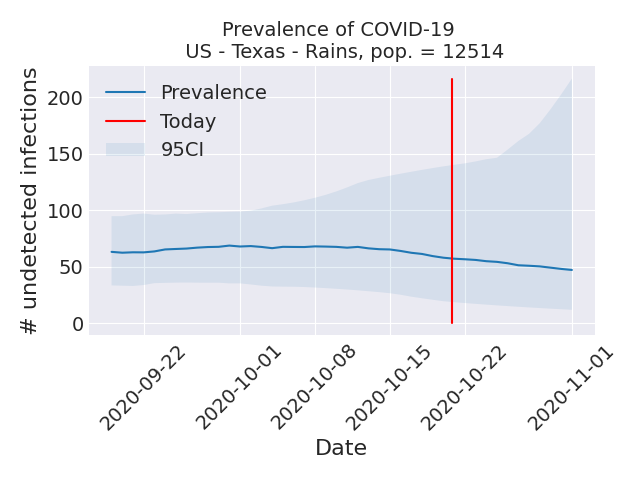 Prevalence of COVID-19
US - Texas - Rains, pop. = 12514
# undetected infections
200
150
100
50
0
Prevalence
Today
95CI
2020-09-22
2020-10-01
2020-10-08
2020-10-15
2020-10-22
2020-11-01
Date